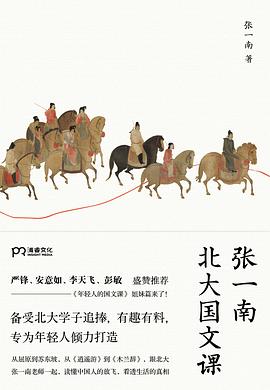 张一南 著
张一南
北大国文课
浦睿文化
INSIGHT MEDIA
严锋、安意如、李天飞、彭敏 盛赞推荐
——《年轻人的国文课》姐妹篇来了!
备受北大学子追捧,有趣有料,
专为年轻人倾力打造
从屈原到苏东坡,从《逍遥游》到《木兰辞》,跟北大
张一南老师一起,读懂中国人的放飞,看透生活的真相